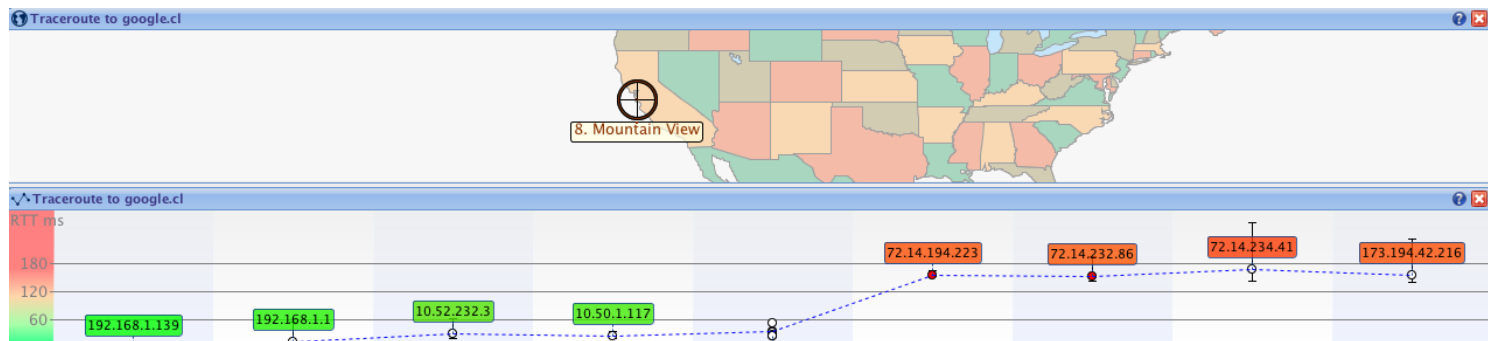 Traceroute to google.cl
8. Mountain View
Traceroute to google.cl
RTT ms
180
120
60
192.168.1.139
192.168.1.1
10.52.232.3
10.50.1.117
72.14.194.223
72.14.232.86
72.14.234.41
173.194.42.216